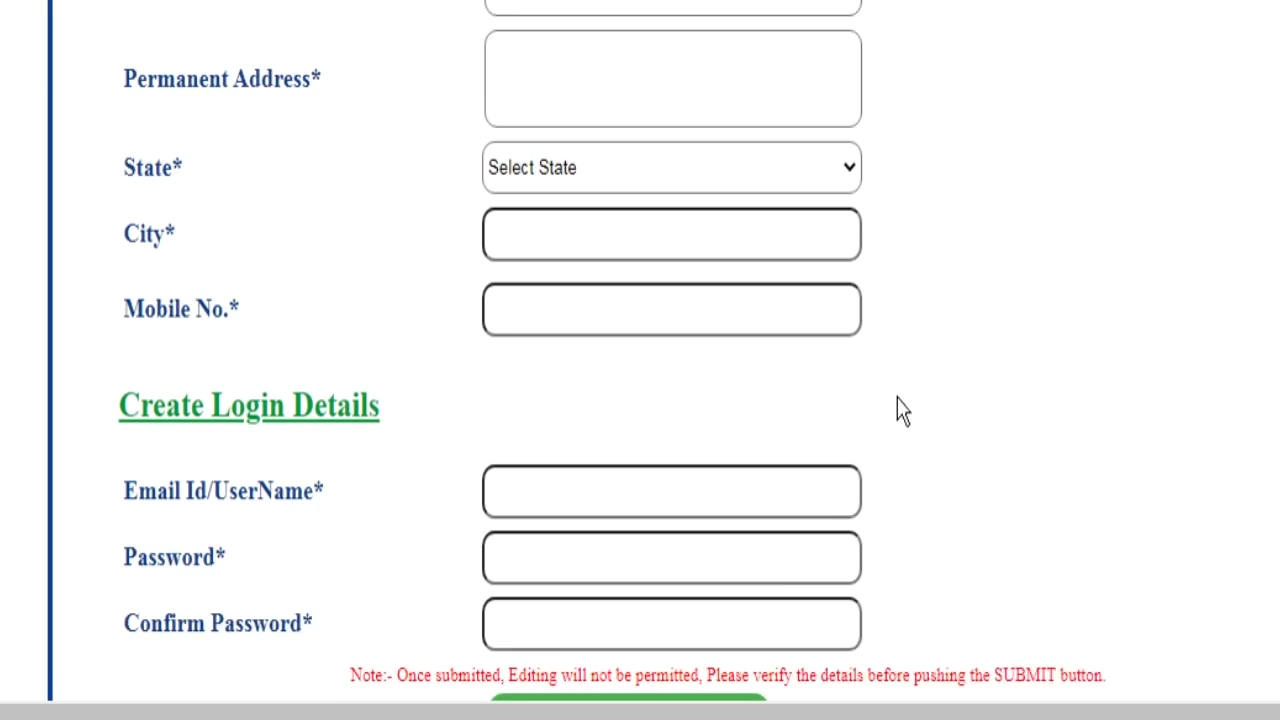 Permanent Address*
State*
Select State
City*
Mobile No.*
Create Login Details
Email Id/UserName*
Password*
Confirm Password*
Note:- Once submitted, Editing will not be permitted, Please verify the details before pushing the SUBMIT button.